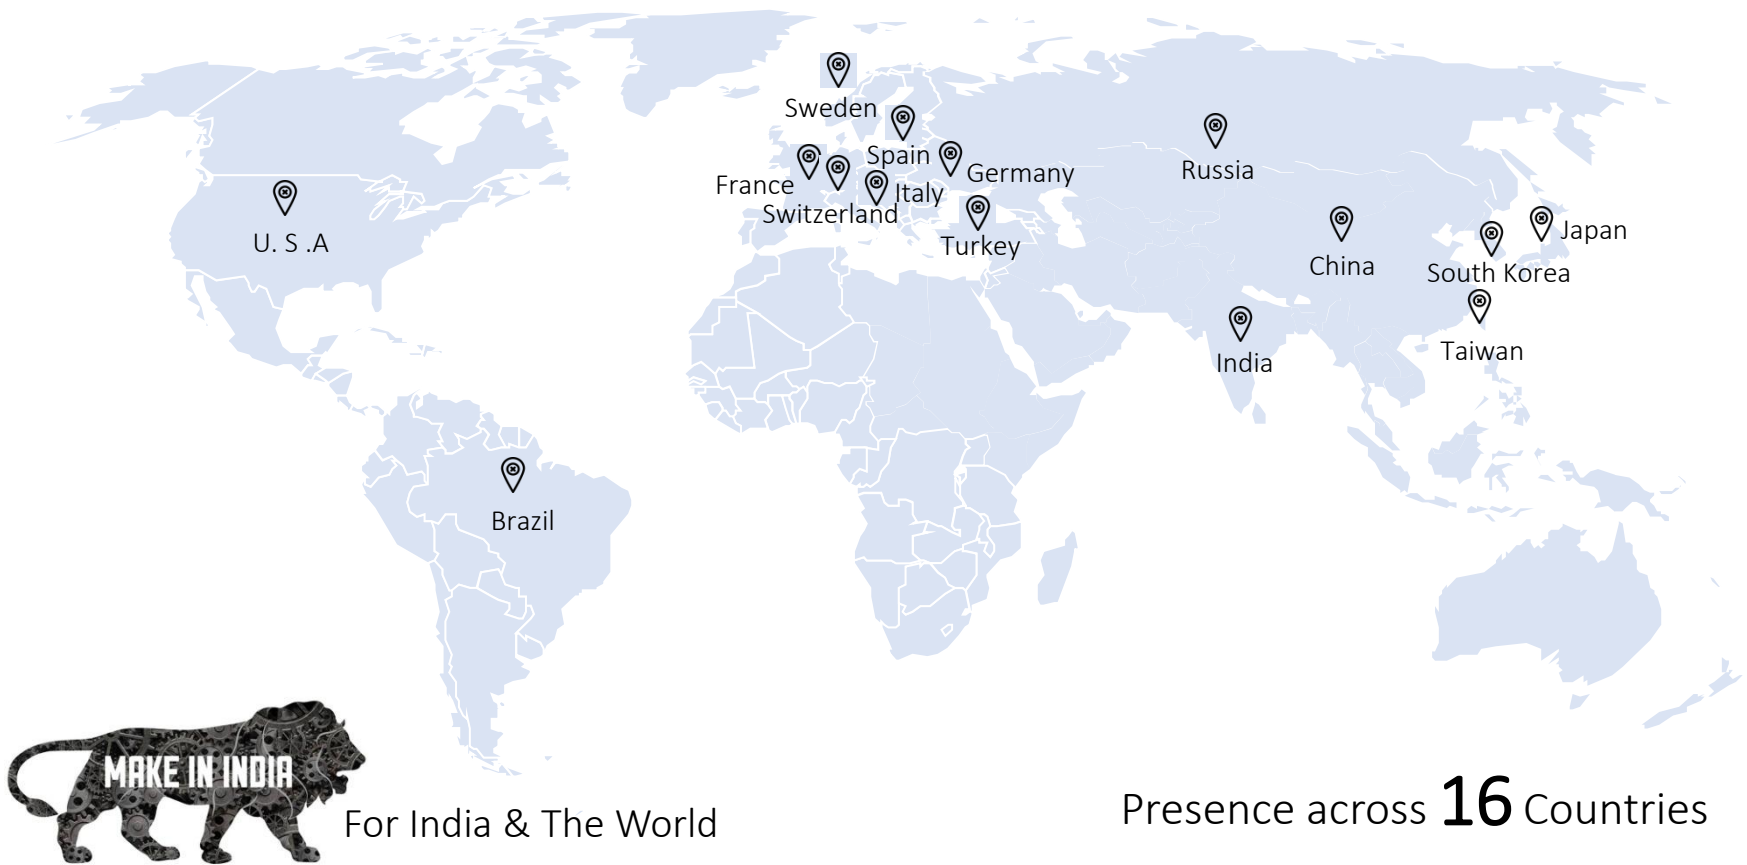 Sweden
Spain
Germany
Russia
France
Italy
Switzerland
U. S .A
Turkey
Japan
China
South Korea
Taiwan
India
Brazil
MAKE IN INDIA
For India & The World
Presence across 16 Countries